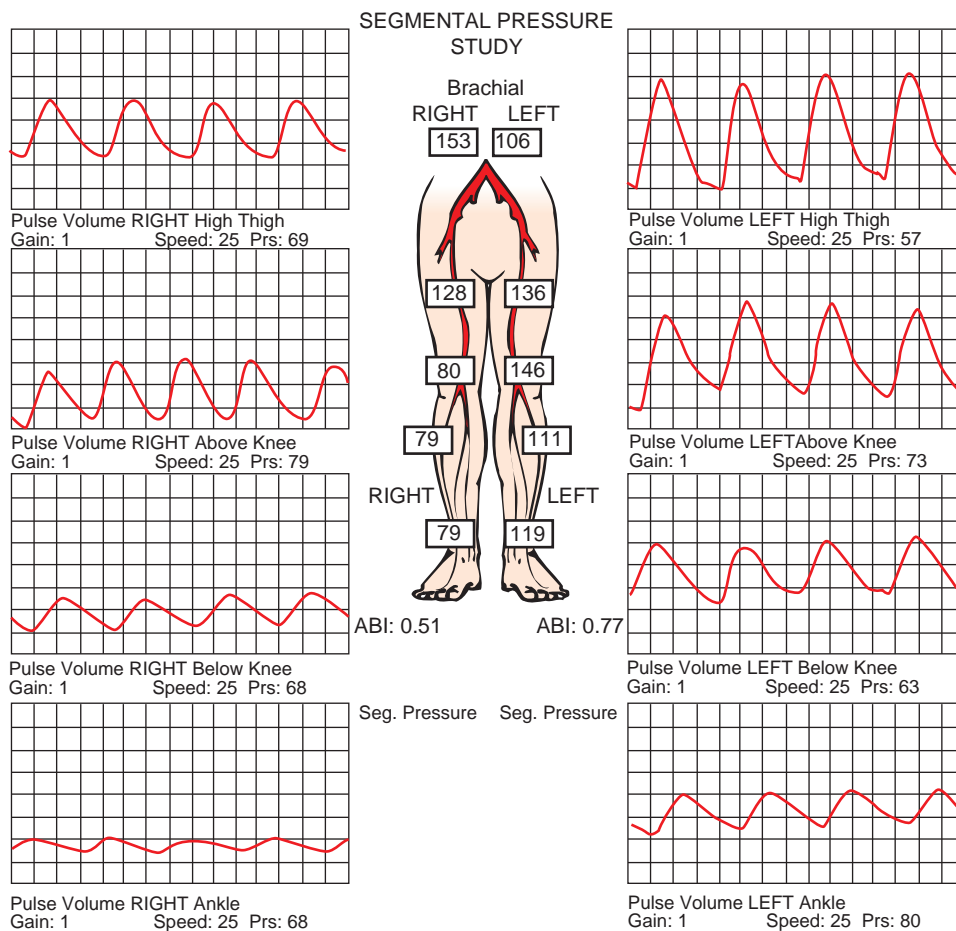 SEGMENTAL PRESSURE
STUDY
Brachial
RIGHT LEFT
153 106
Pulse Volume RIGHT High Thigh
Gain: 1 Speed: 25 Prs: 69
Pulse Volume LEFT High Thigh
Gain: 1 Speed: 25 Prs: 57
128 136
80 146
Pulse Volume RIGHT Above Knee
Gain: 1 Speed: 25 Prs: 79
Pulse Volume LEFTAbove Knee
Gain: 1 Speed: 25 Prs: 73
79 111
RIGHT LEFT
79 119
ABI: 0.51 ABI: 0.77
Pulse Volume RIGHT Below Knee
Gain: 1 Speed: 25 Prs: 68
Pulse Volume LEFT Below Knee
Gain: 1 Speed: 25 Prs: 63
Seg. Pressure Seg. Pressure
Pulse Volume RIGHT Ankle
Gain: 1 Speed: 25 Prs: 68
Pulse Volume LEFT Ankle
Gain: 1 Speed: 25 Prs: 80